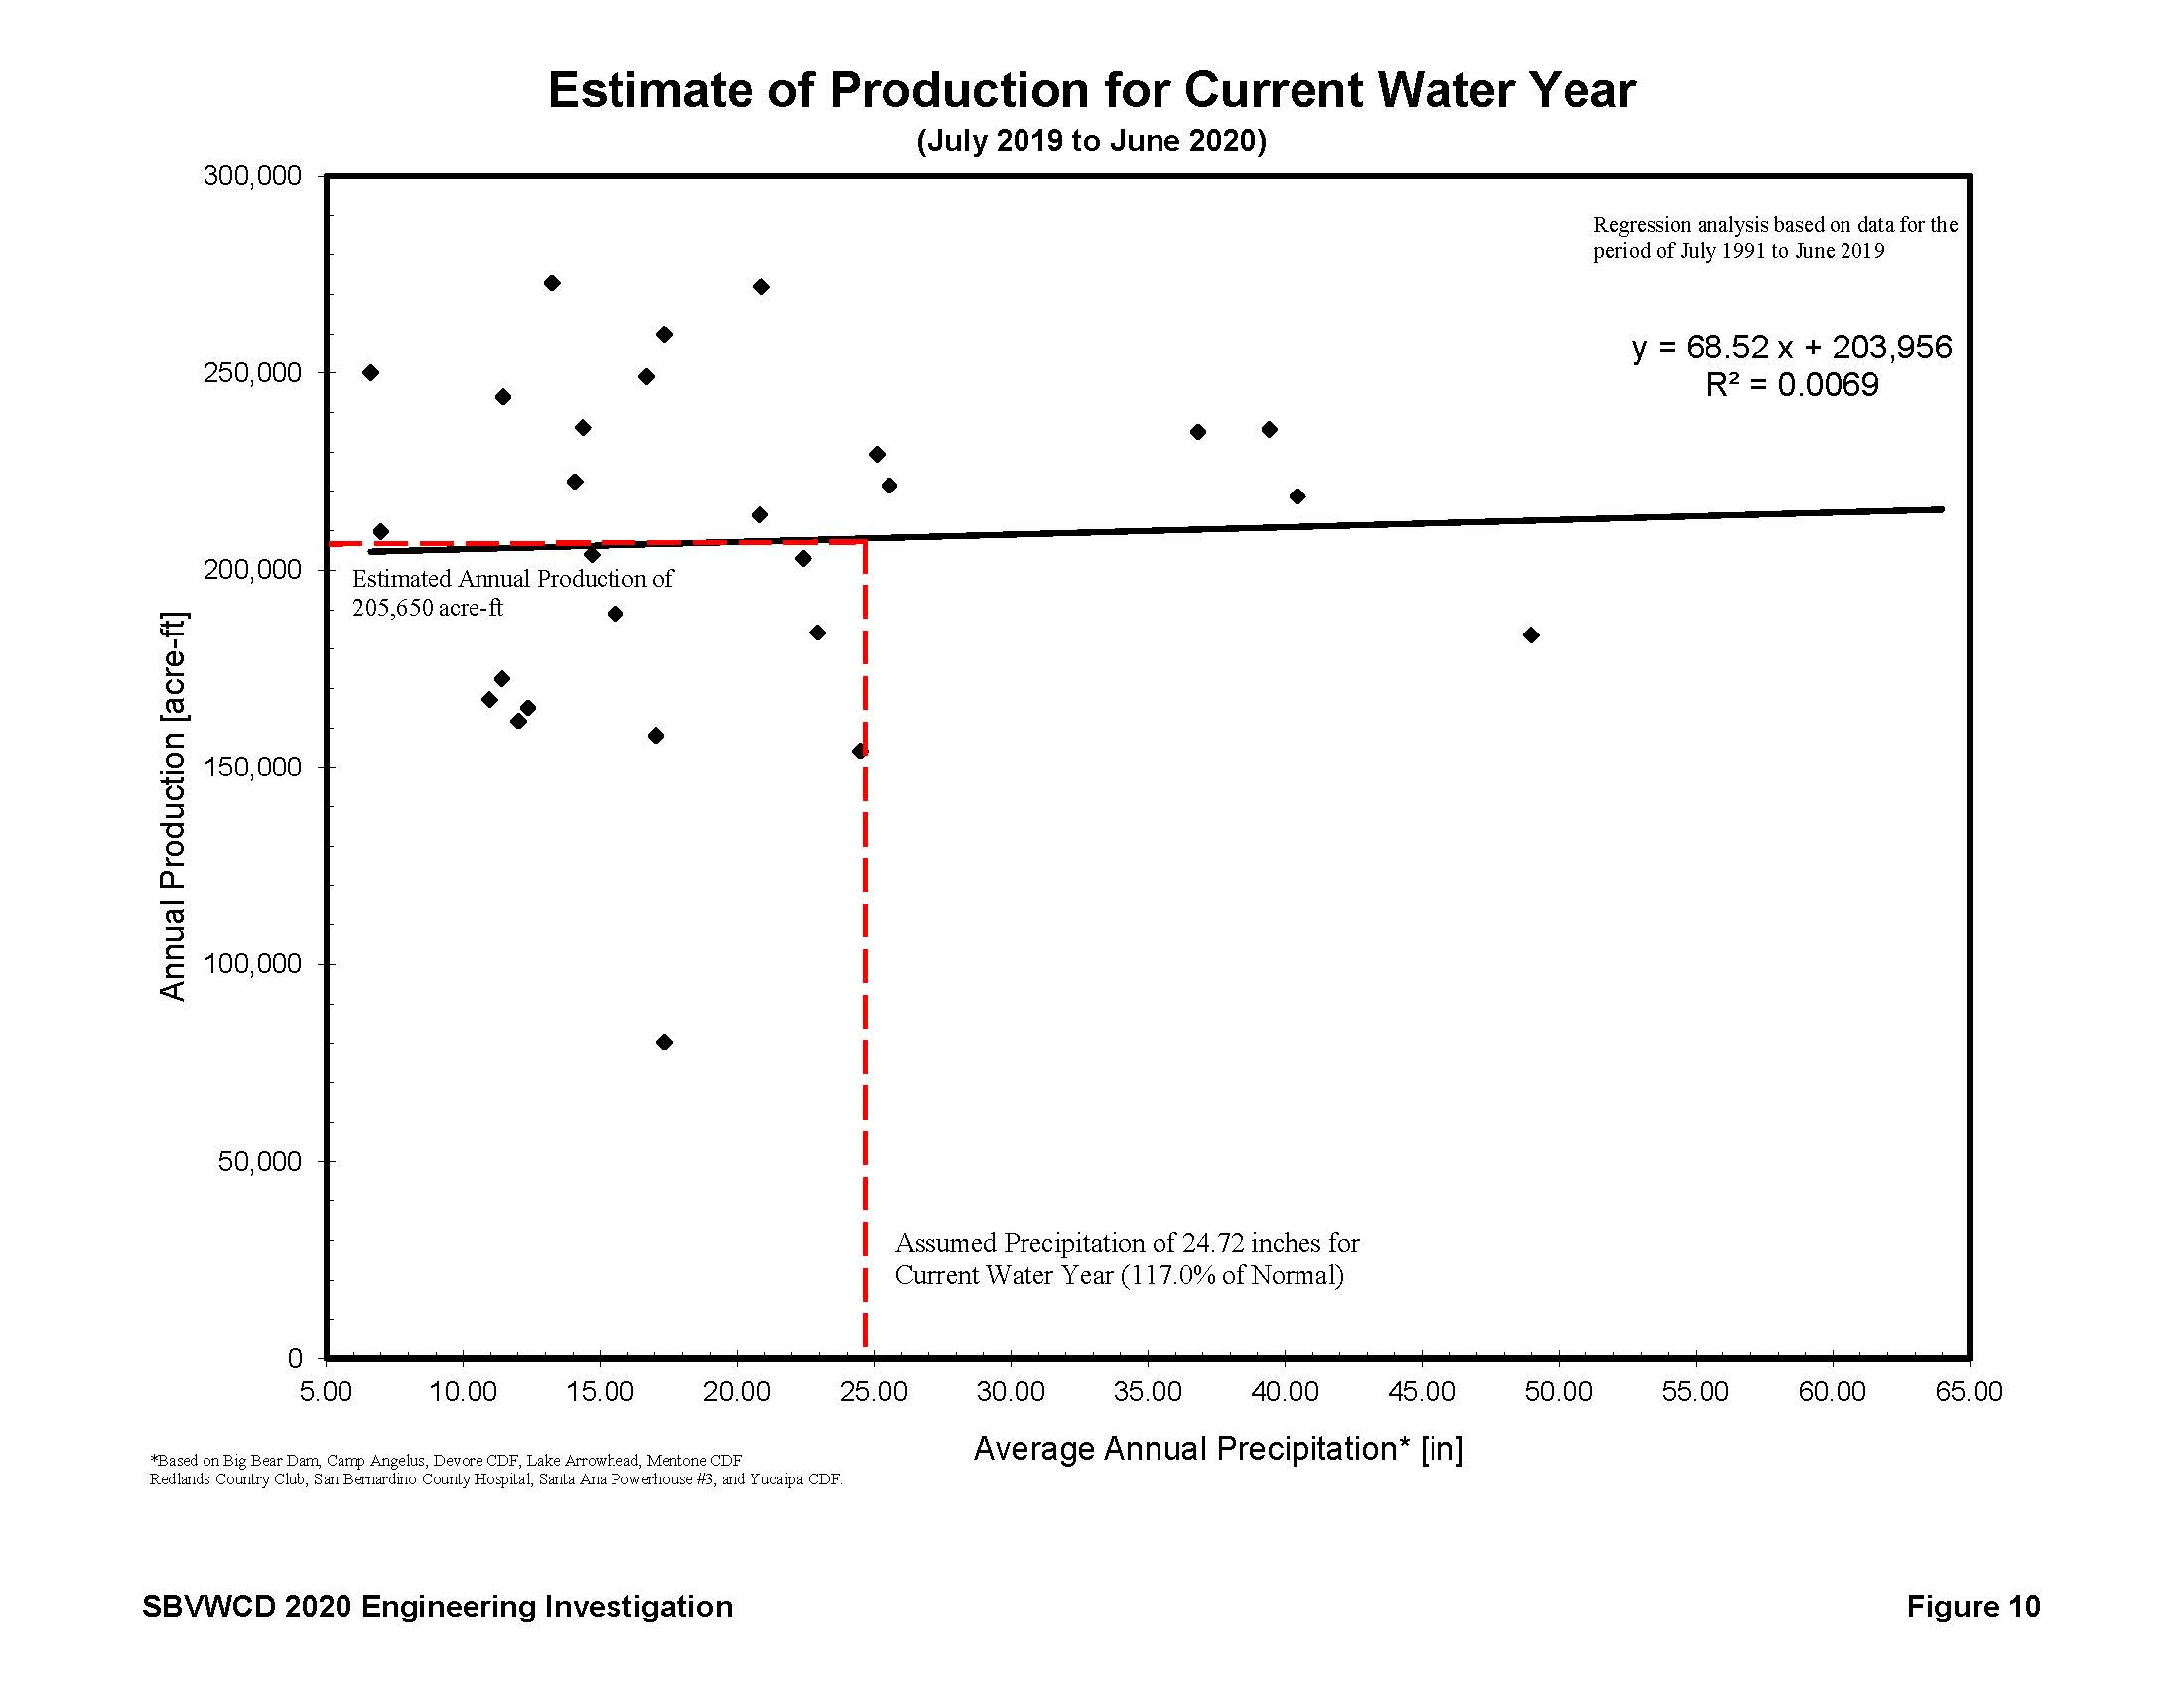 Estimate of Production for Current Water Year
(July 2019 to June 2020)
300,000
Regression analysis based on data for the
period of July 1991 to June 2019
y = 68.52 x + 203,956
R² = 0.0069
250,000
200,000
Estimated Annual Production of
205,650 acre-ft
150,000
100,000
50,000
0
Annual Production [acre-ft]
Assumed Precipitation of 24.72 inches for
Current Water Year (117.0% of Normal)
5.00 10.00 15.00 20.00 25.00 30.00 35.00 40.00 45.00 50.00 55.00 60.00 65.00
Average Annual Precipitation* [in]
*Based on Big Bear Dam, Camp Angelus, Devore CDF, Lake Arrowhead, Mentone CDF
Redlands Country Club, San Bernardino County Hospital, Santa Ana Powerhouse #3, and Yucaipa CDF.
SBVWCD 2020 Engineering Investigation
Figure 10